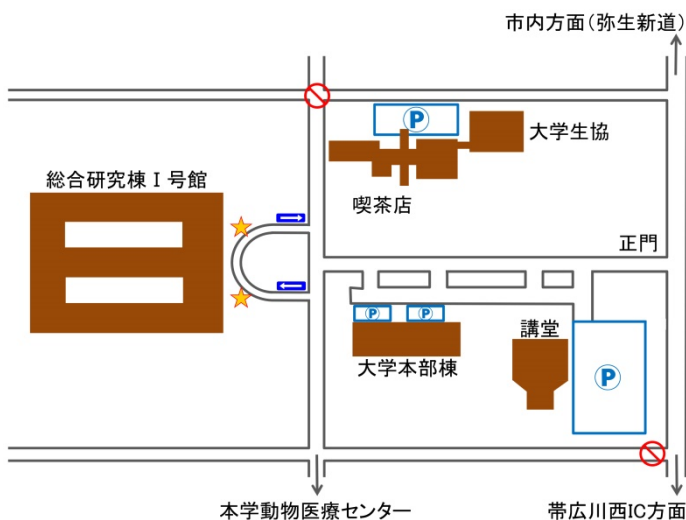 市内方面（弥生新道）
P
大学生協
総合研究棟Ⅰ号館
喫茶店
正門
P
P
講堂
大学本部棟
P
本学動物医療センター
帯広川西IC方面